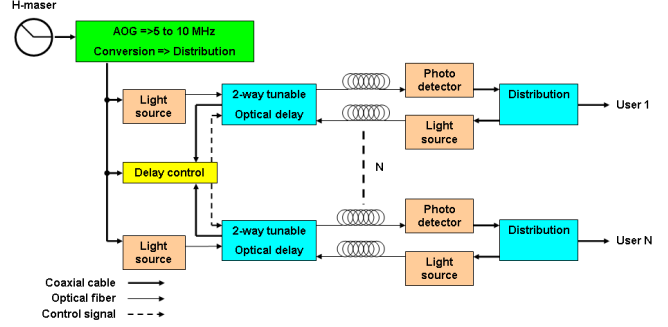 H-maser
AOG =>5 to 10 MHz
Conversion => Distribution
Light
source
2-way tunable
Optical delay
Photo
detector
Light
source
Distribution
User 1
Delay control
N
Light
source
2-way tunable
Optical delay
Photo
detector
Light
source
Distribution
User N
Coaxial cable
Optical fiber
Control signal